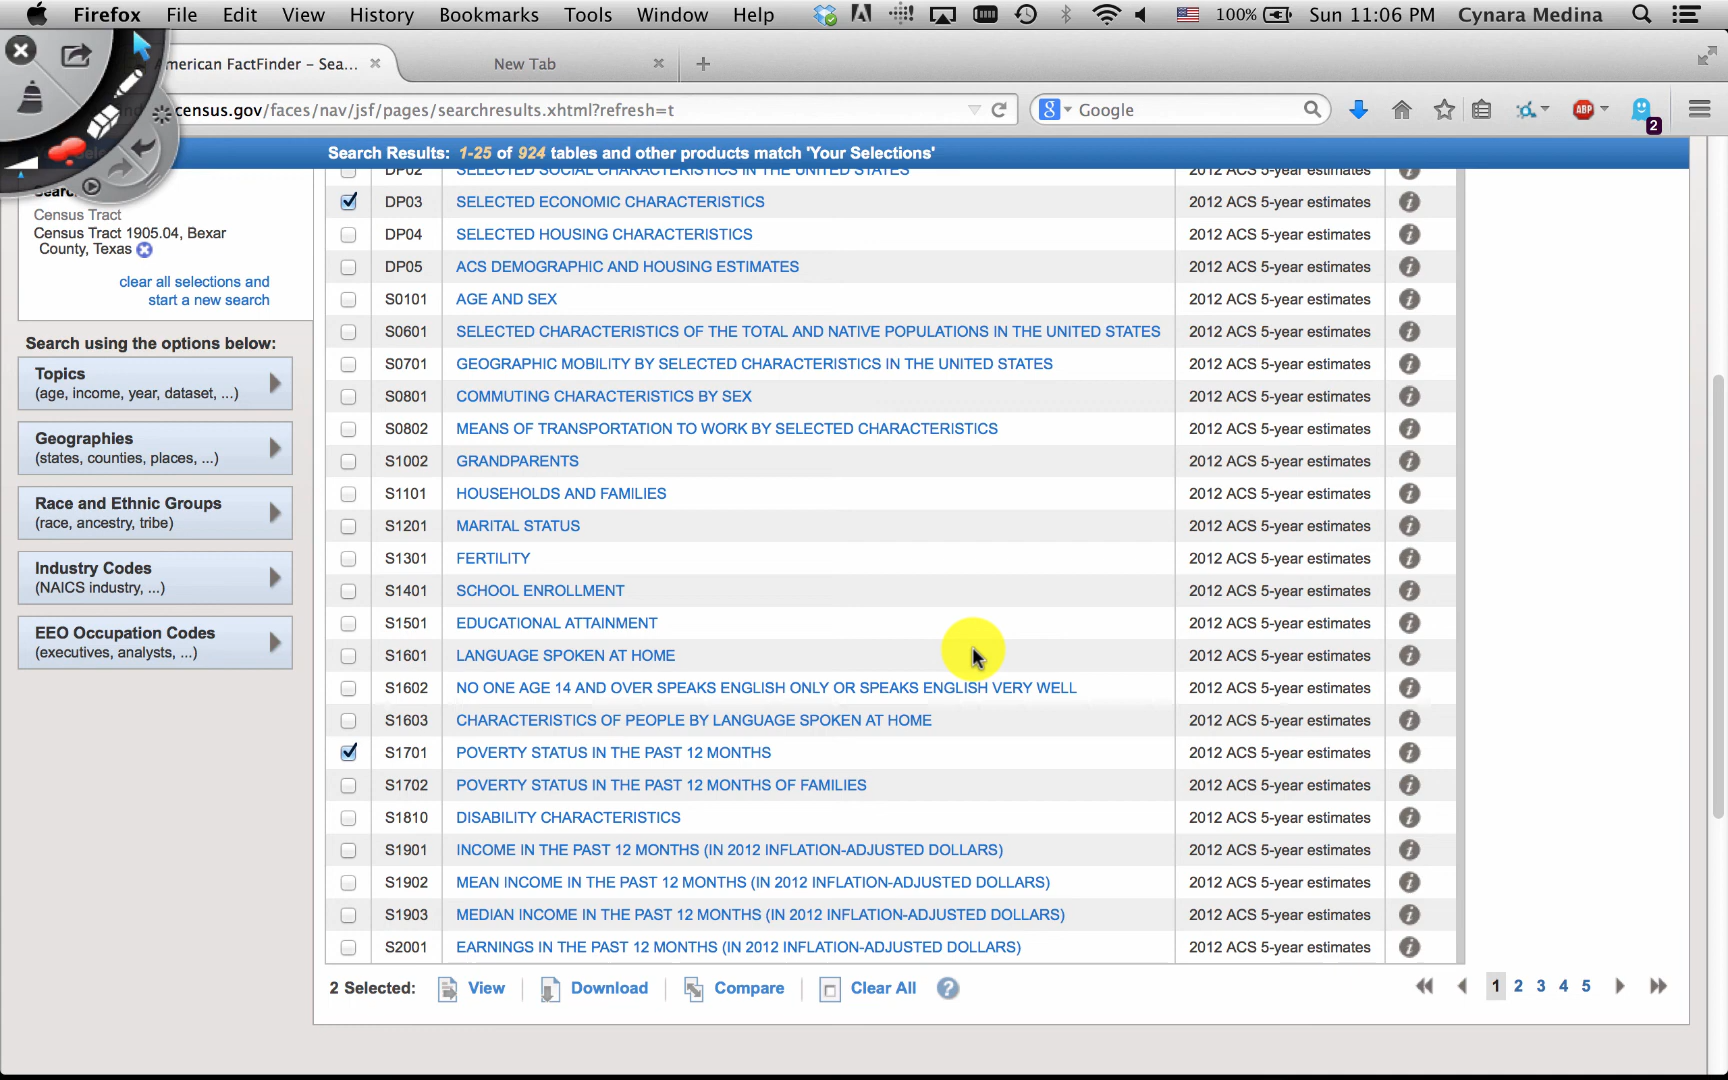 Firefox File Edit View History Bookmarks Tools Window Help 100% Sun 11:06 PM Cynara Medina
American FactFinder – Sea... New Tab
census.gov/faces/nav/jsf/pages/searchresults.xhtml?refresh=t Google ABP 2
Search Results: 1-25 of 924 tables and other products match 'Your Selections'
Census Tract
Census Tract 1905.04, Bexar
County, Texas
clear all selections and
start a new search
Search using the options below:
Topics
(age, income, year, dataset, ...)
Geographies
(states, counties, places, ...)
Race and Ethnic Groups
(race, ancestry, tribe)
Industry Codes
(NAICS industry, ...)
EEO Occupation Codes
(executives, analysts, ...)
DP02 SELECTED SOCIAL CHARACTERISTICS IN THE UNITED STATES 2012 ACS 5-year estimates
DP03 SELECTED ECONOMIC CHARACTERISTICS 2012 ACS 5-year estimates
DP04 SELECTED HOUSING CHARACTERISTICS 2012 ACS 5-year estimates
DP05 ACS DEMOGRAPHIC AND HOUSING ESTIMATES 2012 ACS 5-year estimates
S0101 AGE AND SEX 2012 ACS 5-year estimates
S0601 SELECTED CHARACTERISTICS OF THE TOTAL AND NATIVE POPULATIONS IN THE UNITED STATES 2012 ACS 5-year estimates
S0701 GEOGRAPHIC MOBILITY BY SELECTED CHARACTERISTICS IN THE UNITED STATES 2012 ACS 5-year estimates
S0801 COMMUTING CHARACTERISTICS BY SEX 2012 ACS 5-year estimates
S0802 MEANS OF TRANSPORTATION TO WORK BY SELECTED CHARACTERISTICS 2012 ACS 5-year estimates
S1002 GRANDPARENTS 2012 ACS 5-year estimates
S1101 HOUSEHOLDS AND FAMILIES 2012 ACS 5-year estimates
S1201 MARITAL STATUS 2012 ACS 5-year estimates
S1301 FERTILITY 2012 ACS 5-year estimates
S1401 SCHOOL ENROLLMENT 2012 ACS 5-year estimates
S1501 EDUCATIONAL ATTAINMENT 2012 ACS 5-year estimates
S1601 LANGUAGE SPOKEN AT HOME 2012 ACS 5-year estimates
S1602 NO ONE AGE 14 AND OVER SPEAKS ENGLISH ONLY OR SPEAKS ENGLISH VERY WELL 2012 ACS 5-year estimates
S1603 CHARACTERISTICS OF PEOPLE BY LANGUAGE SPOKEN AT HOME 2012 ACS 5-year estimates
S1701 POVERTY STATUS IN THE PAST 12 MONTHS 2012 ACS 5-year estimates
S1702 POVERTY STATUS IN THE PAST 12 MONTHS OF FAMILIES 2012 ACS 5-year estimates
S1810 DISABILITY CHARACTERISTICS 2012 ACS 5-year estimates
S1901 INCOME IN THE PAST 12 MONTHS (IN 2012 INFLATION-ADJUSTED DOLLARS) 2012 ACS 5-year estimates
S1902 MEAN INCOME IN THE PAST 12 MONTHS (IN 2012 INFLATION-ADJUSTED DOLLARS) 2012 ACS 5-year estimates
S1903 MEDIAN INCOME IN THE PAST 12 MONTHS (IN 2012 INFLATION-ADJUSTED DOLLARS) 2012 ACS 5-year estimates
S2001 EARNINGS IN THE PAST 12 MONTHS (IN 2012 INFLATION-ADJUSTED DOLLARS) 2012 ACS 5-year estimates
2 Selected: View Download Compare Clear All ? 1 2 3 4 5